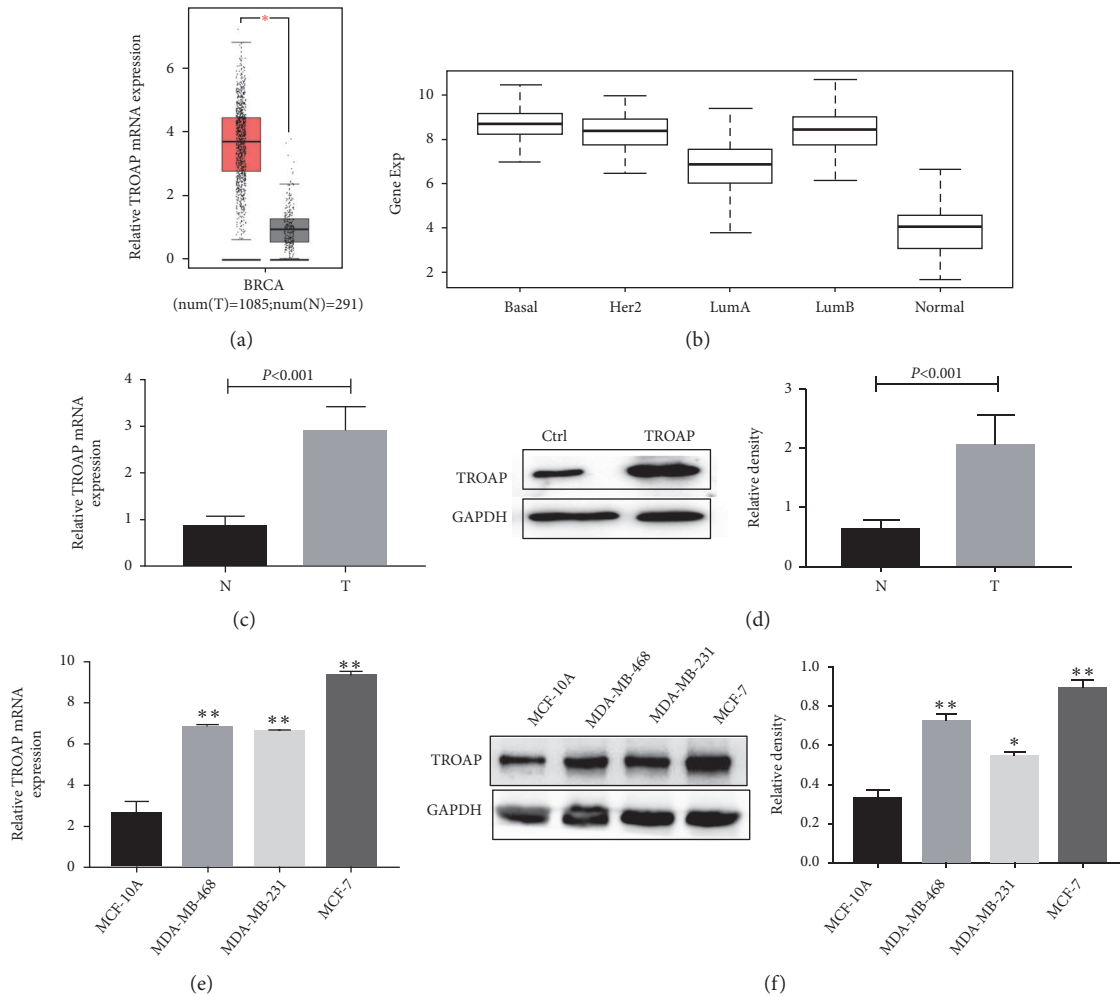 Relative TROAP mRNA expression
6
4
2
0
*
BRCA
(num(T)=1085;num(N)=291)
(a)
Gene Exp
10
8
6
4
2
Basal Her2 LumA LumB Normal
(b)
Relative TROAP mRNA
expression
4
3
2
1
0
P<0.001
N T
(c)
Ctrl TROAP
TROAP
GAPDH
Relative density
3
2
1
0
P<0.001
N T
(d)
Relative TROAP mRNA
expression
10
8
6
4
2
0
** ** **
MCF-10A MDA-MB-468 MDA-MB-231 MCF-7
(e)
MCF-10A MDA-MB-468 MDA-MB-231 MCF-7
TROAP
GAPDH
Relative density
1.0
0.8
0.6
0.4
0.2
0.0
** * **
MCF-10A MDA-MB-468 MDA-MB-231 MCF-7
(f)